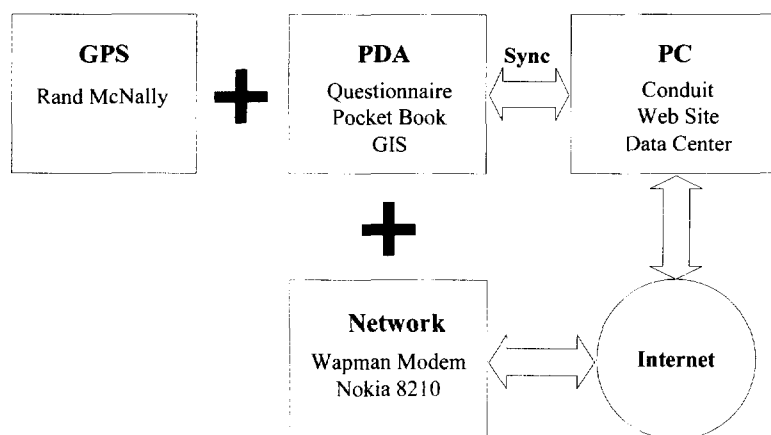 GPS
Rand McNally
PDA
Questionnaire
Pocket Book
GIS
Sync
PC
Conduit
Web Site
Data Center
Network
Wapman Modem
Nokia 8210
Internet